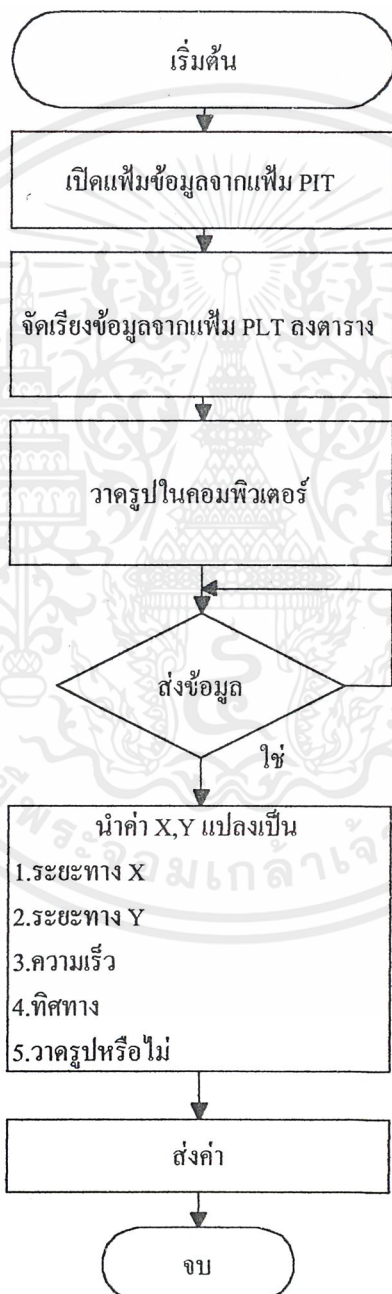 เริ่มต้น
เปิดแฟ้มข้อมูลจากแฟ้ม PIT
จัดเรียงข้อมูลจากแฟ้ม PLT ลงตาราง
วาดรูปในคอมพิวเตอร์
ส่งข้อมูล
ใช่
นำค่า X,Y แปลงเป็น
1.ระยะทาง X
2.ระยะทาง Y
3.ความเร็ว
4.ทิศทาง
5.วาดรูปหรือไม่
ส่งค่า
จบ